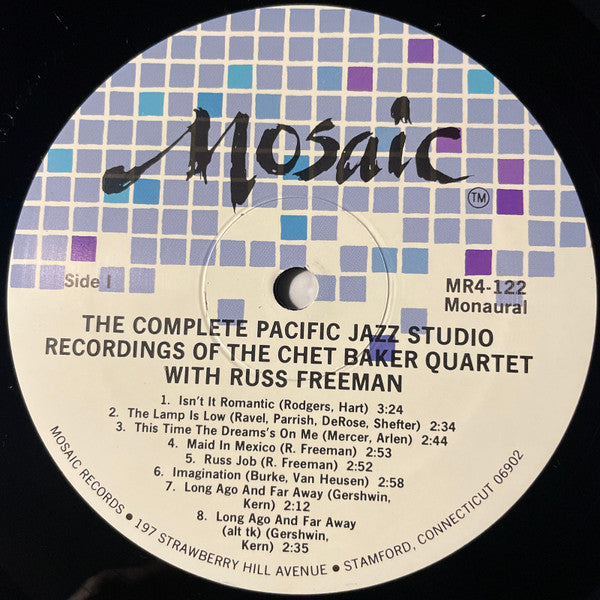 Mosaic
TM
Side I
MR4-122
Monaural
THE COMPLETE PACIFIC JAZZ STUDIO
RECORDINGS OF THE CHET BAKER QUARTET
WITH RUSS FREEMAN
1. Isn't It Romantic (Rodgers, Hart) 3:24
2. The Lamp Is Low (Ravel, Parrish, DeRose, Shefter) 2:34
3. This Time The Dreams's On Me (Mercer, Arlen) 2:44
4. Maid In Mexico (R. Freeman) 2:53
5. Russ Job (R. Freeman) 2:52
6. Imagination (Burke, Van Heusen) 2:58
7. Long Ago And Far Away (Gershwin,
Kern) 2:12
8. Long Ago And Far Away
(alt tk) (Gershwin,
Kern) 2:35
MOSAIC RECORDS • 197 STRAWBERRY HILL AVENUE • STAMFORD, CONNECTICUT 06902